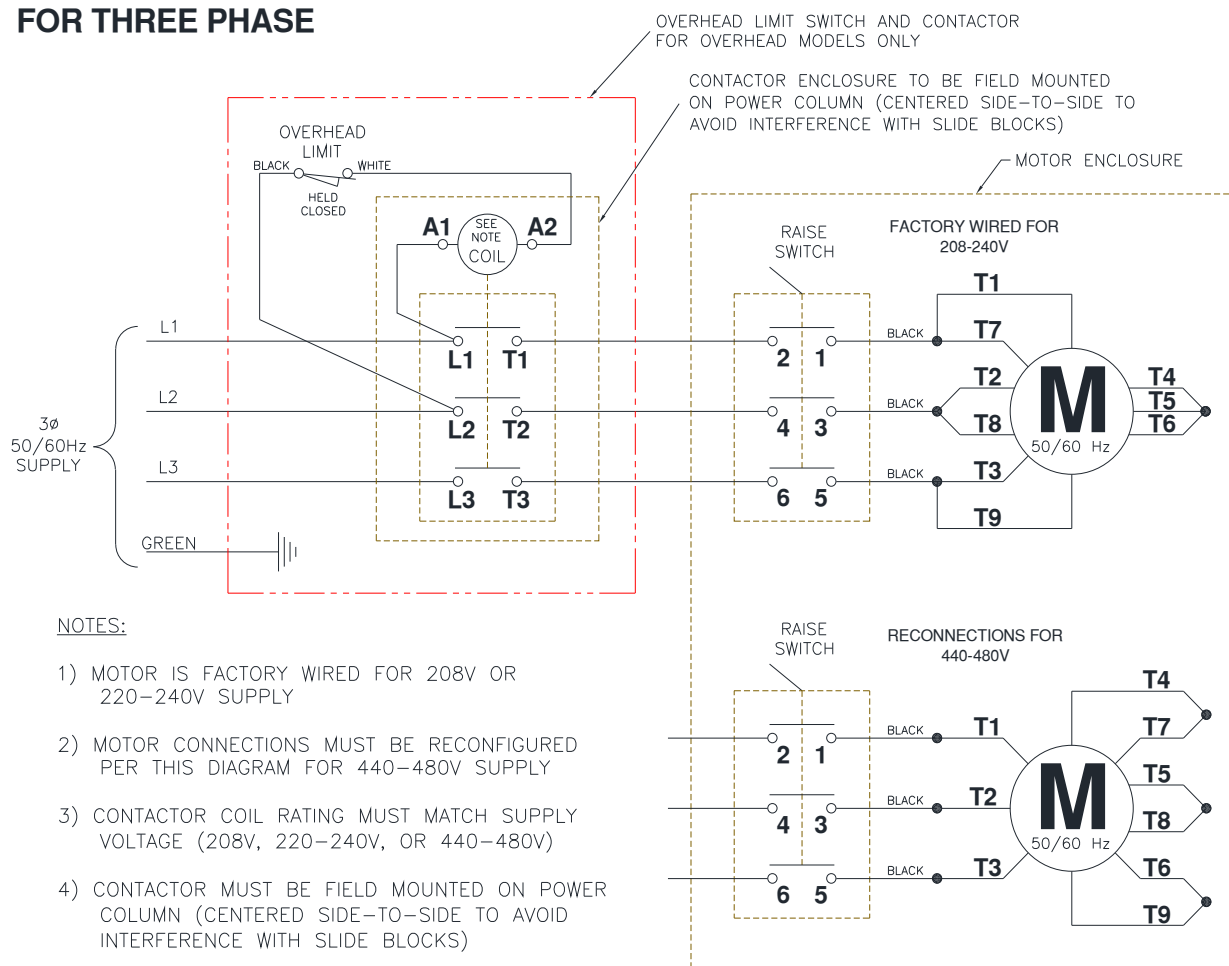 FOR THREE PHASE
OVERHEAD LIMIT SWITCH AND CONTACTOR
FOR OVERHEAD MODELS ONLY
CONTACTOR ENCLOSURE TO BE FIELD MOUNTED
ON POWER COLUMN (CENTERED SIDE-TO-SIDE TO
AVOID INTERFERENCE WITH SLIDE BLOCKS)
MOTOR ENCLOSURE
OVERHEAD
LIMIT
BLACK
WHITE
HELD
CLOSED
A1
SEE
NOTE
COIL
A2
RAISE
SWITCH
FACTORY WIRED FOR
208-240V
3ø
50/60Hz
SUPPLY
L1
L2
L3
GREEN
L1 T1
L2 T2
L3 T3
2 1
4 3
6 5
BLACK
BLACK
BLACK
T1
T7
T2
T8
T3
T9
M
50/60 Hz
T4
T5
T6
NOTES:
1) MOTOR IS FACTORY WIRED FOR 208V OR
220-240V SUPPLY
2) MOTOR CONNECTIONS MUST BE RECONFIGURED
PER THIS DIAGRAM FOR 440-480V SUPPLY
3) CONTACTOR COIL RATING MUST MATCH SUPPLY
VOLTAGE (208V, 220-240V, OR 440-480V)
4) CONTACTOR MUST BE FIELD MOUNTED ON POWER
COLUMN (CENTERED SIDE-TO-SIDE TO AVOID
INTERFERENCE WITH SLIDE BLOCKS)
RAISE
SWITCH
RECONNECTIONS FOR
440-480V
2 1
4 3
6 5
BLACK
BLACK
BLACK
T1
T2
T3
M
50/60 Hz
T4
T7
T5
T8
T6
T9